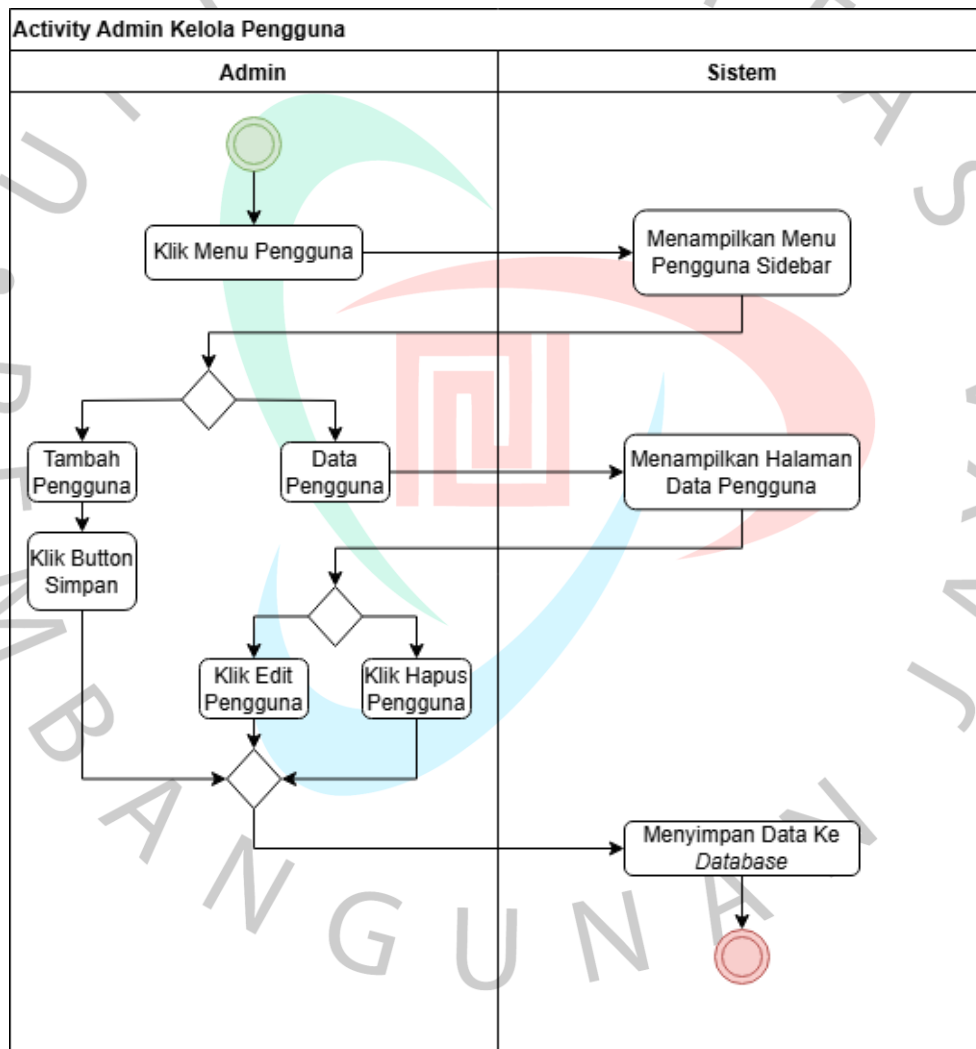 Activity Admin Kelola Pengguna
Admin
Sistem
Klik Menu Pengguna
Menampilkan Menu
Pengguna Sidebar
Tambah
Pengguna
Data
Pengguna
Menampilkan Halaman
Data Pengguna
Klik Button
Simpan
Klik Edit
Pengguna
Klik Hapus
Pengguna
Menyimpan Data Ke
Database